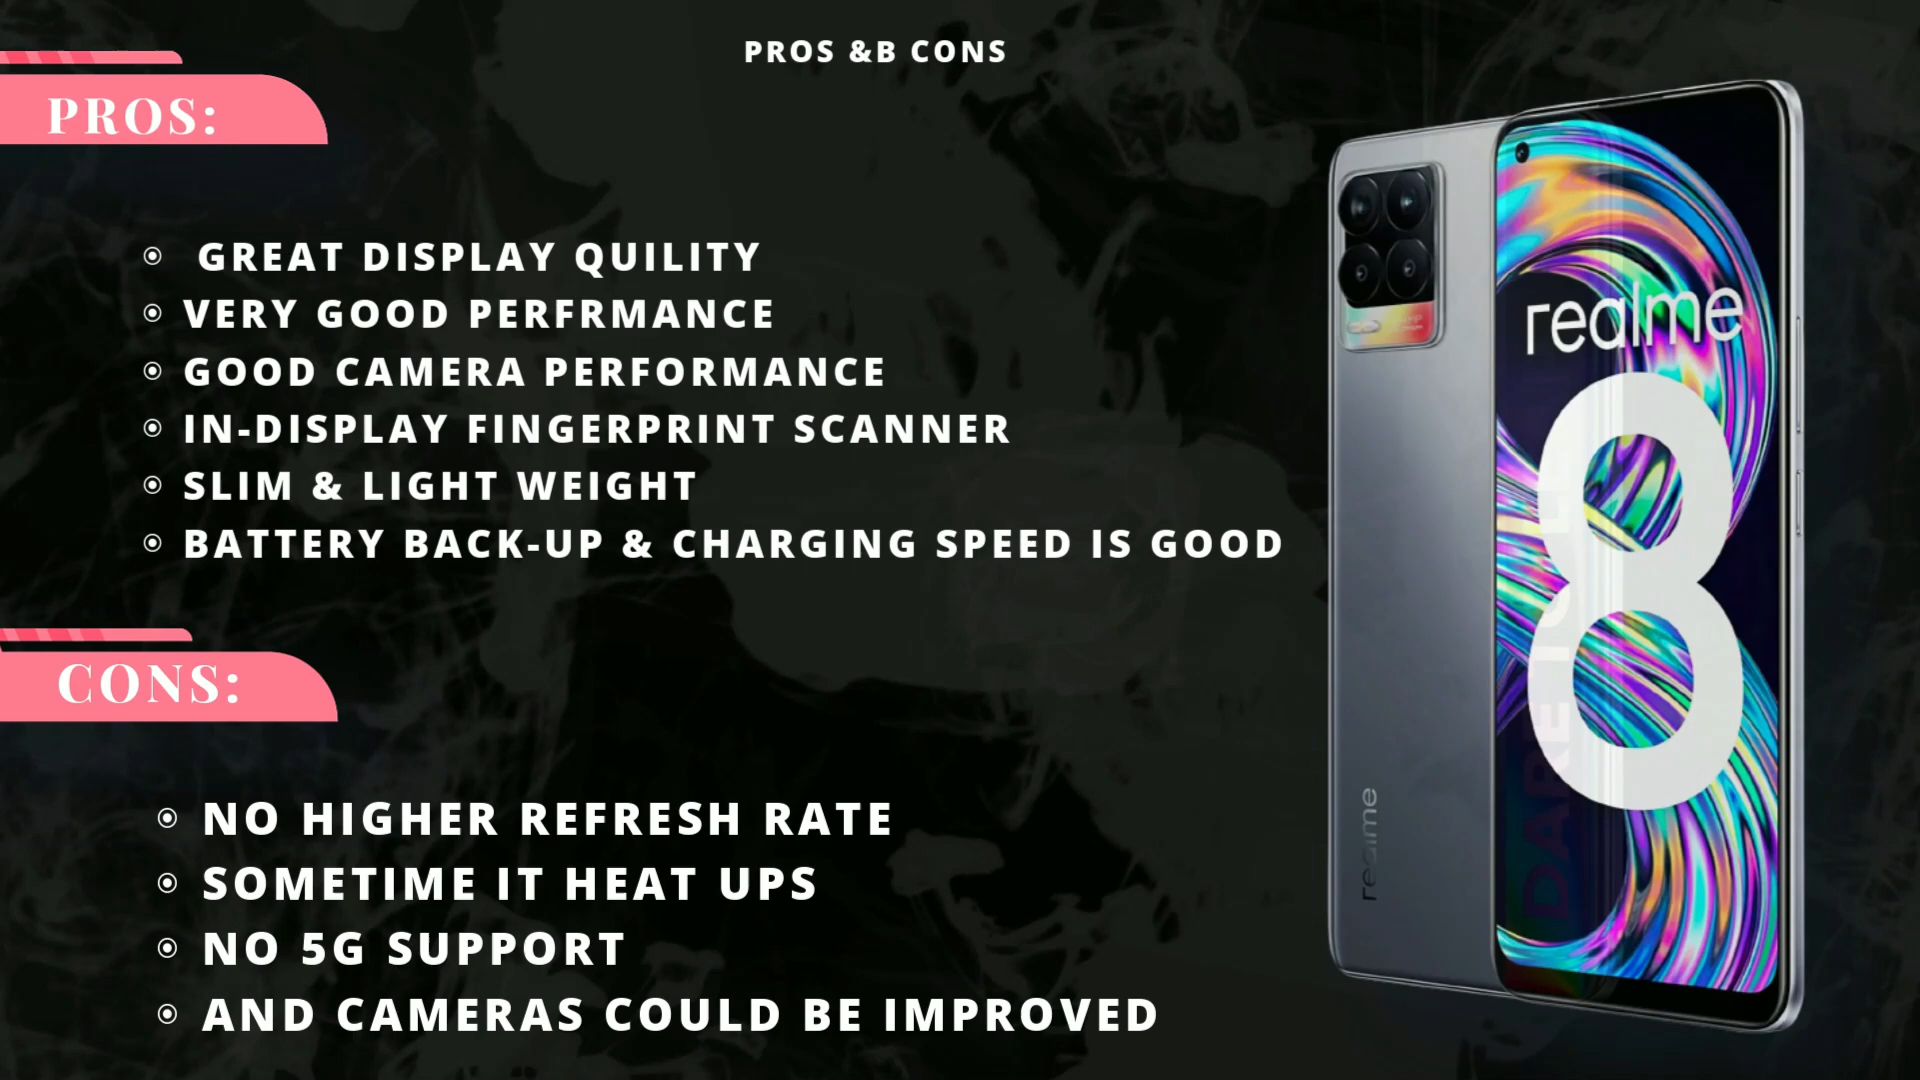 PROS &B CONS
PROS:
GREAT DISPLAY QUILITY
VERY GOOD PERFRMANCE
GOOD CAMERA PERFORMANCE
IN-DISPLAY FINGERPRINT SCANNER
SLIM & LIGHT WEIGHT
BATTERY BACK-UP & CHARGING SPEED IS GOOD
CONS:
NO HIGHER REFRESH RATE
SOMETIME IT HEAT UPS
NO 5G SUPPORT
AND CAMERAS COULD BE IMPROVED
realme
8
realme